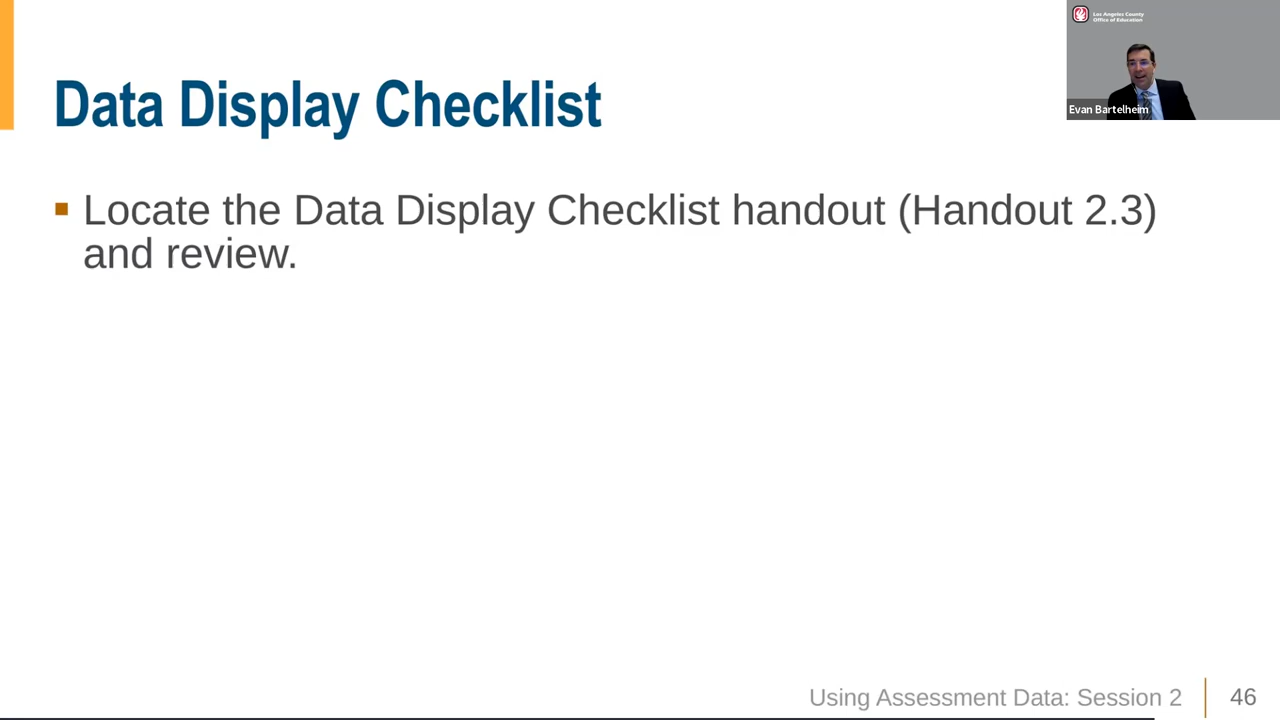 Los Angeles County
Office of Education
Evan Bartelheim
Data Display Checklist
Locate the Data Display Checklist handout (Handout 2.3)
and review.
Using Assessment Data: Session 2
46